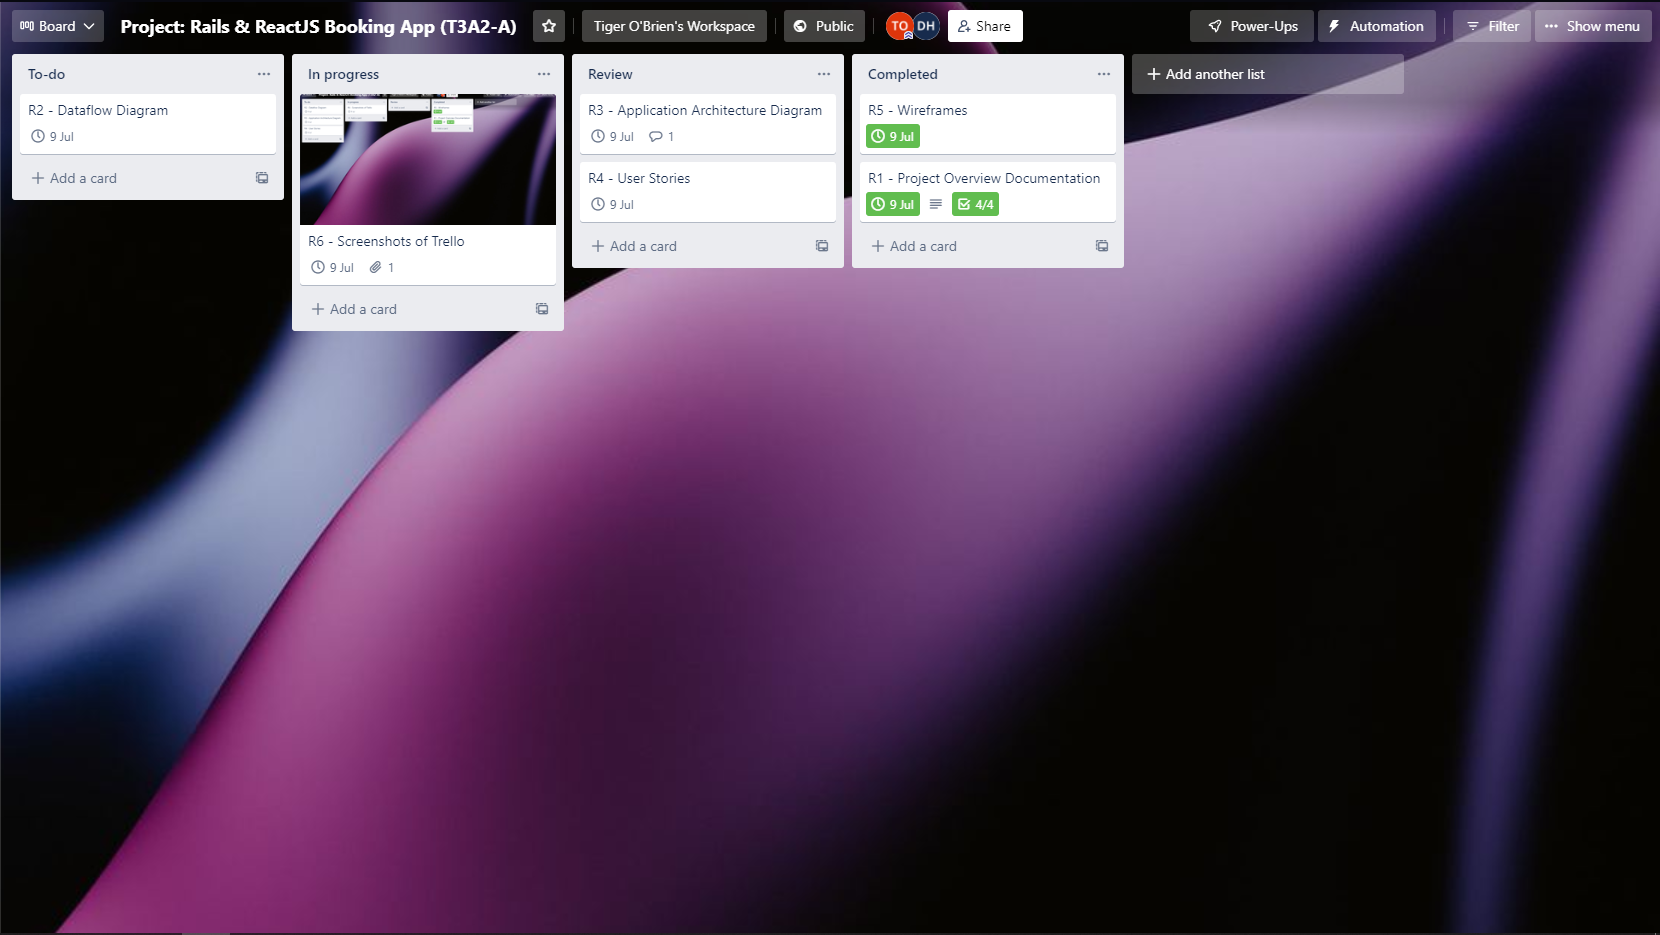 Board
Project: Rails & ReactJS Booking App (T3A2-A)
Tiger O'Brien's Workspace
Public
TO
DH
Share
Power-Ups
Automation
Filter
Show menu
To-do
R2 - Dataflow Diagram
9 Jul
Add a card
In progress
R6 - Screenshots of Trello
9 Jul
1
Add a card
Review
R3 - Application Architecture Diagram
9 Jul
1
R4 - User Stories
9 Jul
Add a card
Completed
R5 - Wireframes
9 Jul
R1 - Project Overview Documentation
9 Jul
4/4
Add a card
Add another list